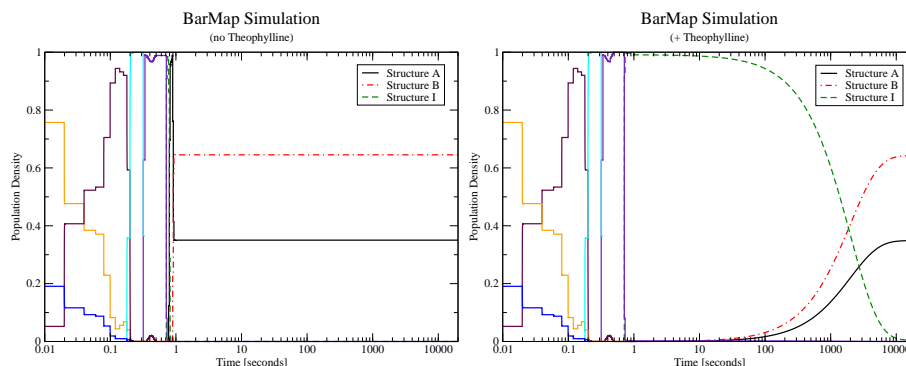 BarMap Simulation
(no Theophylline)
Population Density
1
0.8
0.6
0.4
0.2
0
0.01
0.1
1
10
100
1000
10000
Time [seconds]
Structure A
Structure B
Structure I
BarMap Simulation
(+ Theophylline)
Population Density
1
0.8
0.6
0.4
0.2
0
0.01
0.1
1
10
100
1000
Time [seconds]
Structure A
Structure B
Structure I